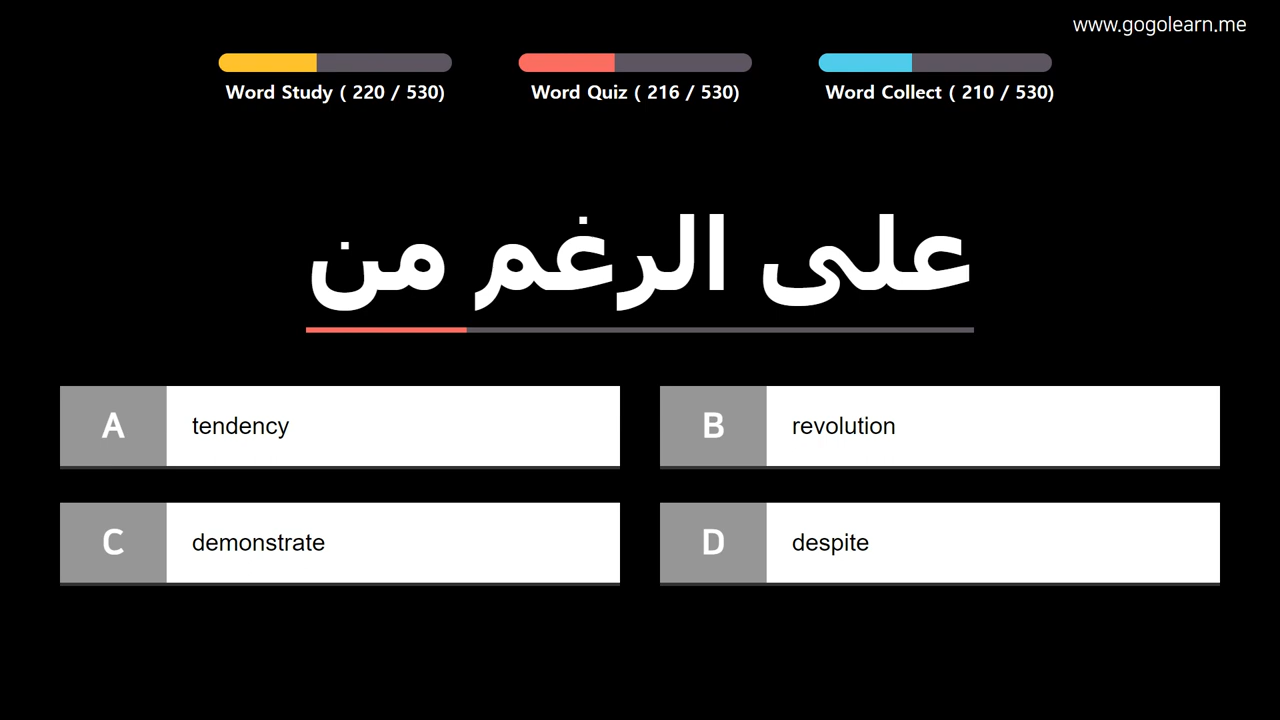 www.gogolearn.me
Word Study ( 220 / 530)
Word Quiz ( 216 / 530)
Word Collect ( 210 / 530)
على الرغم من
A tendency
B revolution
C demonstrate
D despite